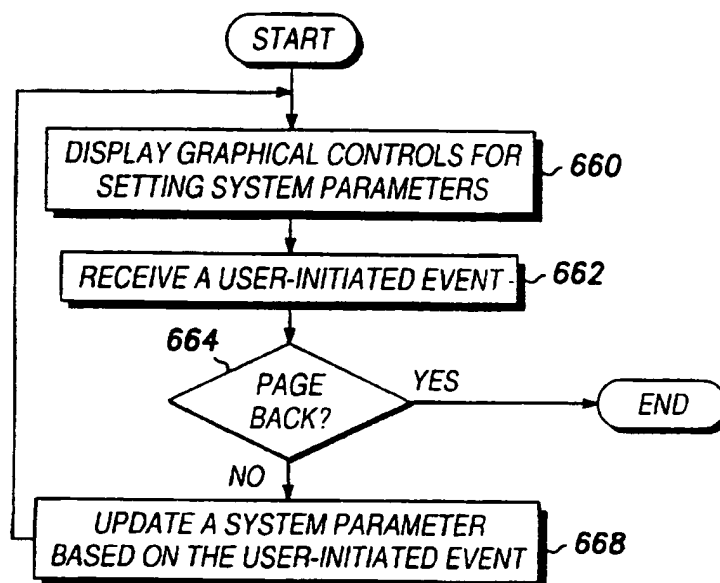 START
DISPLAY GRAPHICAL CONTROLS FOR
SETTING SYSTEM PARAMETERS
660
RECEIVE A USER-INITIATED EVENT
662
664
PAGE
BACK?
YES
END
NO
UPDATE A SYSTEM PARAMETER
BASED ON THE USER-INITIATED EVENT
668